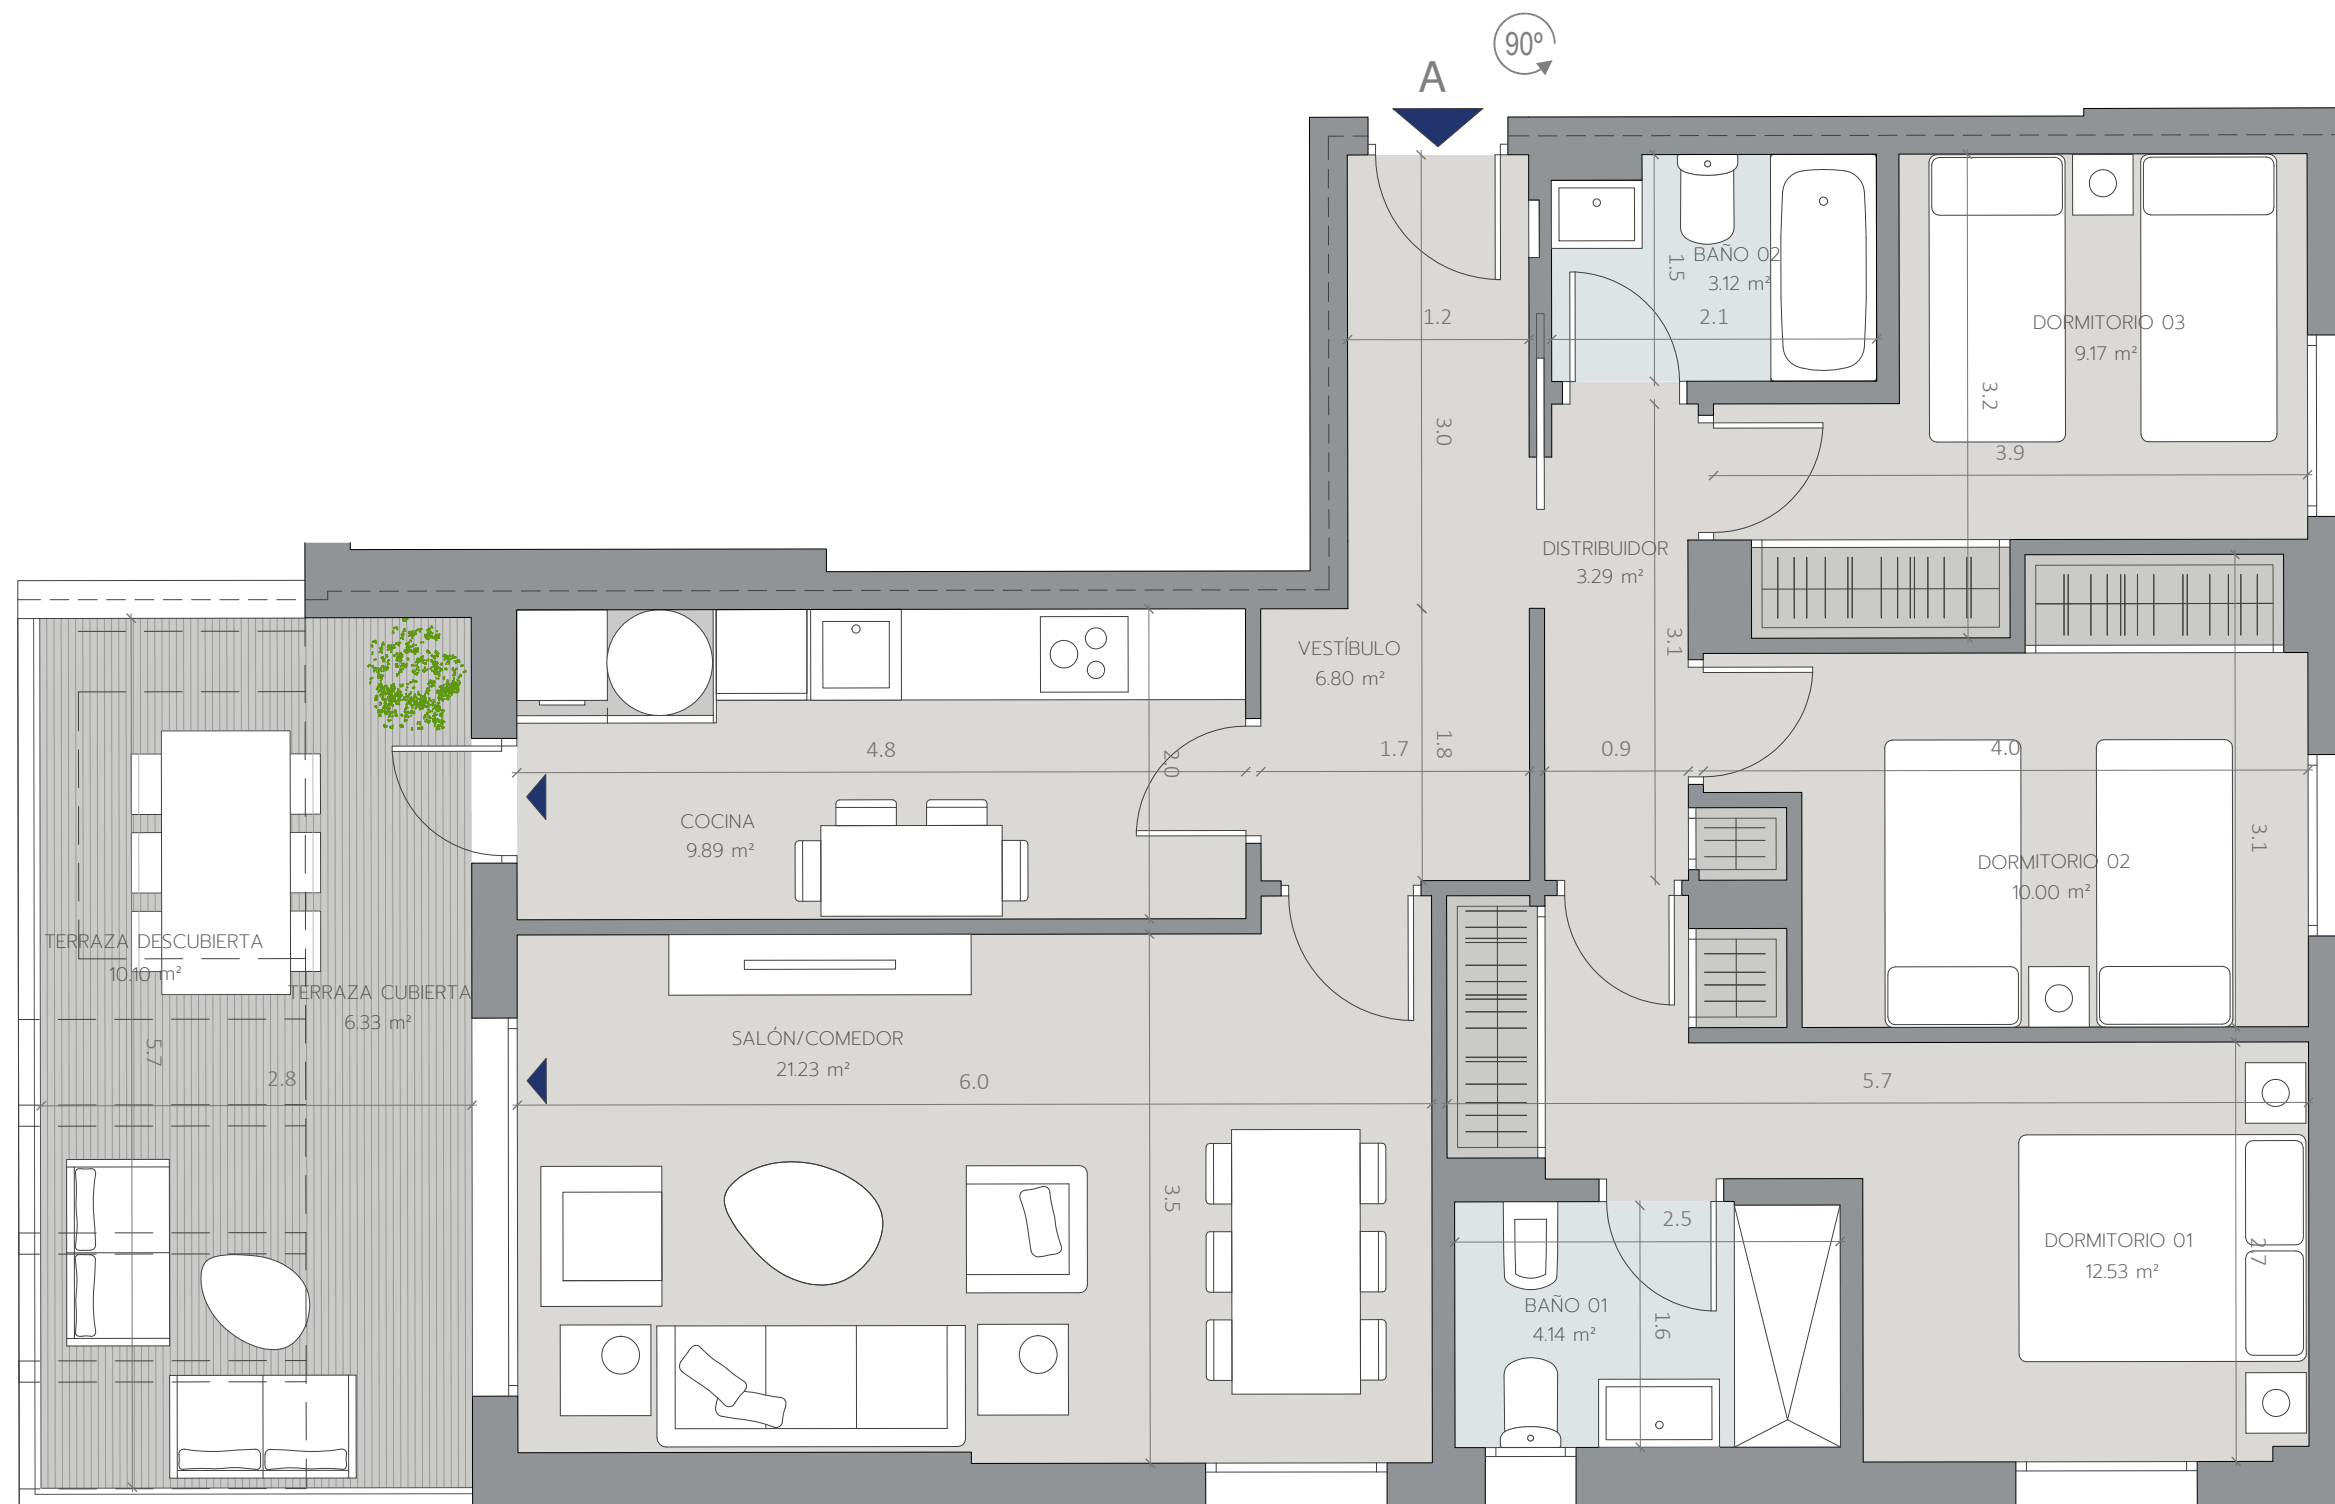 90º
A
BAÑO 02
3.12 m²
1.5
1.2
2.1
DORMITORIO 03
9.17 m²
3.2
3.0
3.9
DISTRIBUIDOR
3.29 m²
VESTÍBULO
6.80 m²
3.1
4.8
2.0
1.7
1.8
0.9
4.0
COCINA
9.89 m²
3.1
DORMITORIO 02
10.00 m²
TERRAZA DESCUBIERTA
10.10 m²
TERRAZA CUBIERTA
6.33 m²
SALÓN/COMEDOR
21.23 m²
5.7
2.8
6.0
5.7
3.5
2.5
DORMITORIO 01
12.53 m²
2.7
BAÑO 01
4.14 m²
1.6